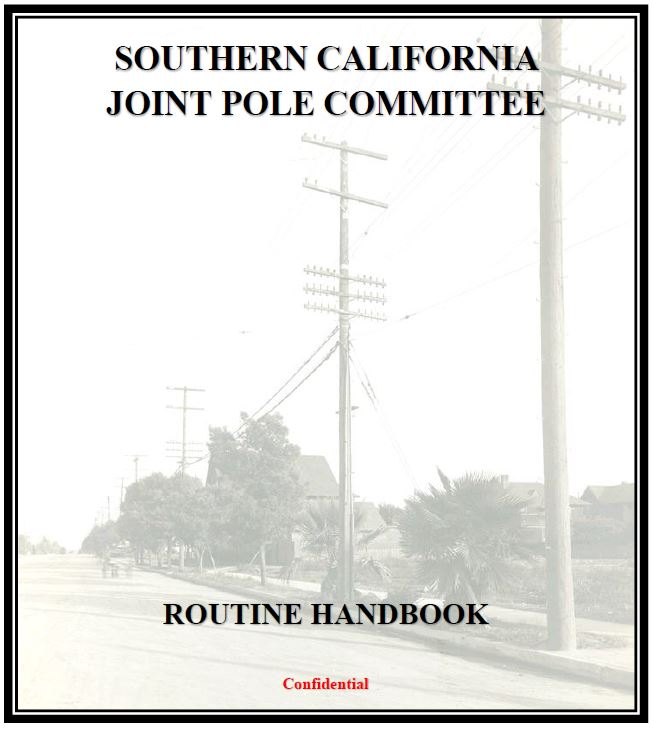 SOUTHERN CALIFORNIA
JOINT POLE COMMITTEE
ROUTINE HANDBOOK
Confidential